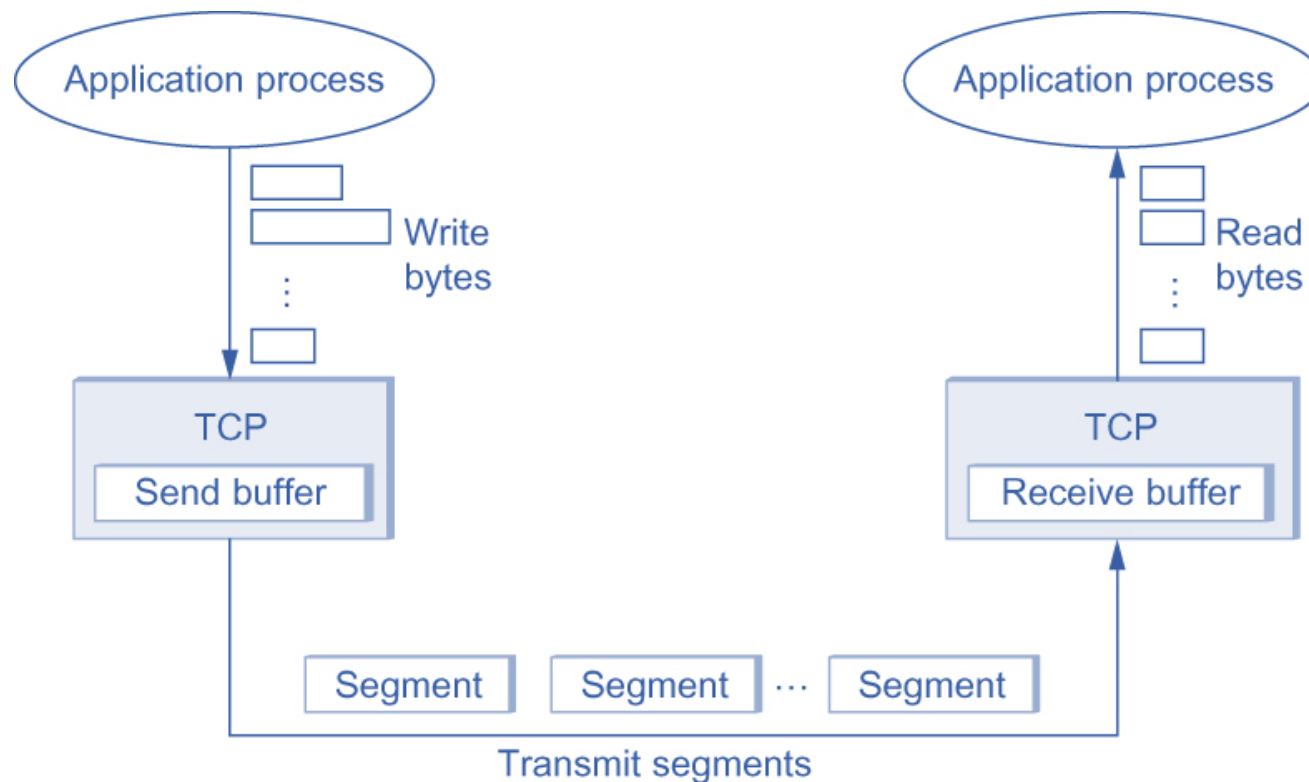 Application process
Application process
Write
bytes
⋮
Read
bytes
⋮
TCP
Send buffer
TCP
Receive buffer
Segment
Segment
...
Segment
Transmit segments